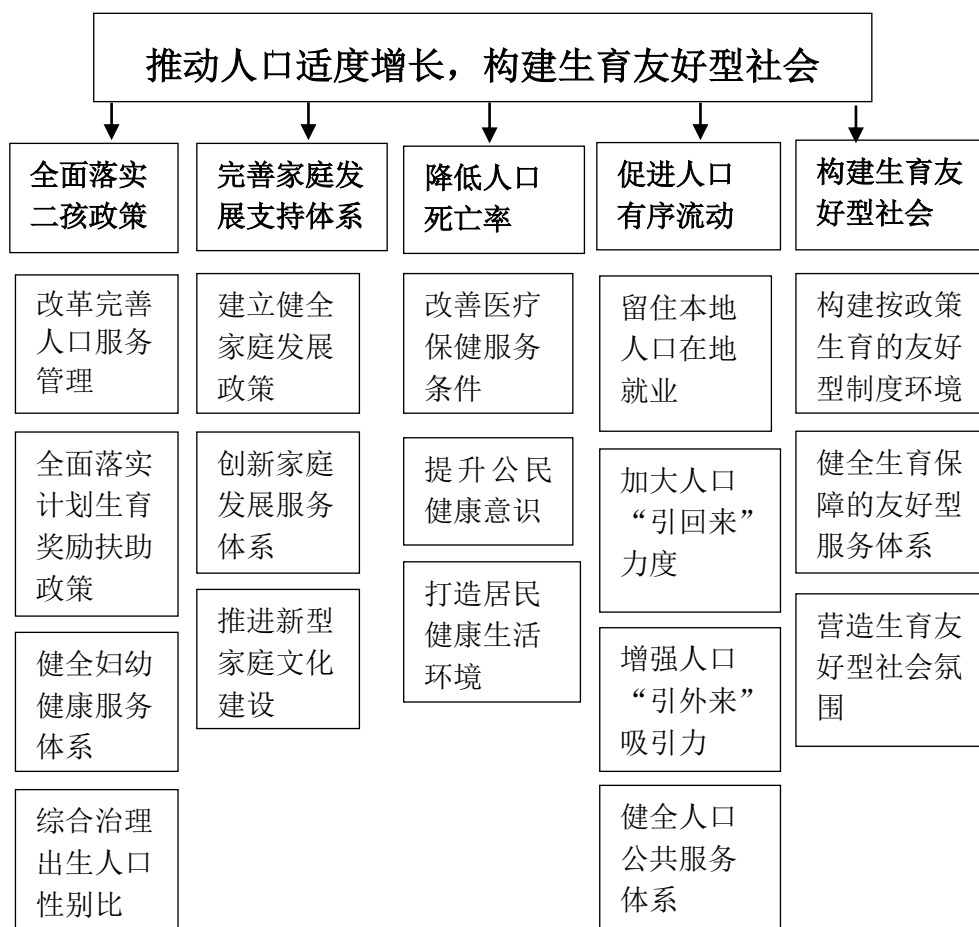 推动人口适度增长，构建生育友好型社会
全面落实
二孩政策
改革完善
人口服务
管理
全面落实
计划生育
奖励扶助
政策
健全妇幼
健康服务
体系
综合治理
出生人口
性别比
完善家庭发
展支持体系
建立健全
家庭发展
政策
创新家庭
发展服务
体系
推进新型
家庭文化
建设
降低人口
死亡率
改善医疗
保健服务
条件
提升公民
健康意识
打造居民
健康生活
环境
促进人口
有序流动
留住本地
人口在地
就业
加大人口
“引回来”
力度
增强人口
“引外来”
吸引力
健全人口
公共服务
体系
构建生育友
好型社会
构建按政策
生育的友好
型制度环境
健全生育保
障的友好型
服务体系
营造生育友
好型社会氛
围